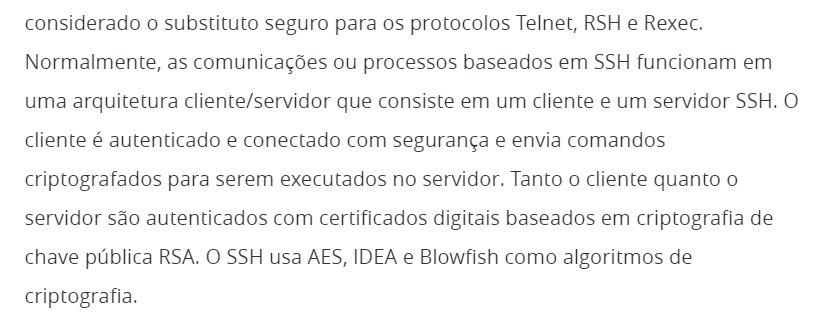 considerado o substituto seguro para os protocolos Telnet, RSH e Rexec.
Normalmente, as comunicações ou processos baseados em SSH funcionam em
uma arquitetura cliente/servidor que consiste em um cliente e um servidor SSH. O
cliente é autenticado e conectado com segurança e envia comandos
criptografados para serem executados no servidor. Tanto o cliente quanto o
servidor são autenticados com certificados digitais baseados em criptografia de
chave pública RSA. O SSH usa AES, IDEA e Blowfish como algoritmos de
criptografia.